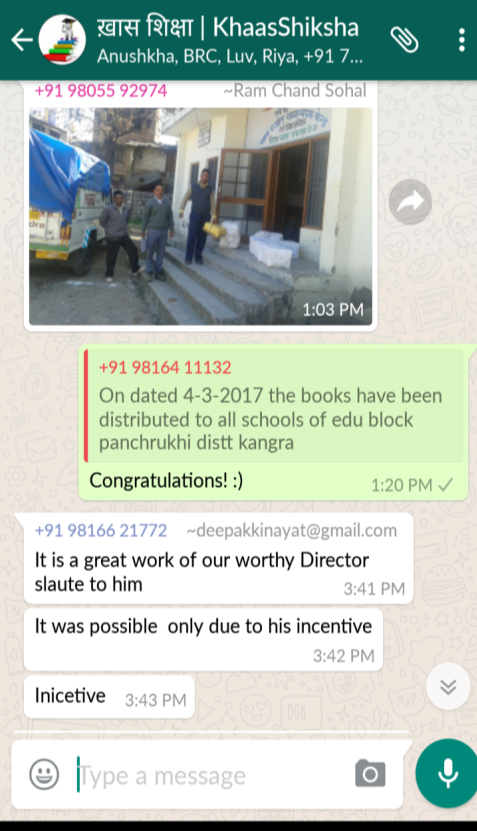 ख़ास शिक्षा | KhaasShiksha
Anushkha, BRC, Luv, Riya, +91 7...
+91 98055 92974 ~Ram Chand Sohal
1:03 PM
+91 98164 11132
On dated 4-3-2017 the books have been
distributed to all schools of edu block
panchrukhi distt kangra
Congratulations! :)
1:20 PM
+91 98166 21772 ~deepakkinayat@gmail.com
It is a great work of our worthy Director
slaute to him
3:41 PM
It was possible only due to his incentive
3:42 PM
Inicetive 3:43 PM
Type a message